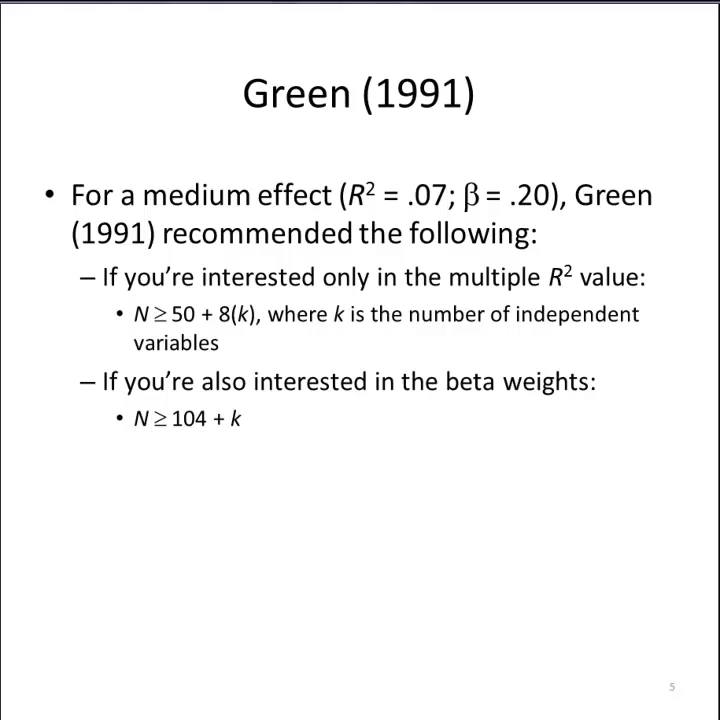 Green (1991)
• For a medium effect (R² = .07; β = .20), Green
(1991) recommended the following:
– If you’re interested only in the multiple R² value:
• N ≥ 50 + 8(k), where k is the number of independent
variables
– If you’re also interested in the beta weights:
• N ≥ 104 + k
5